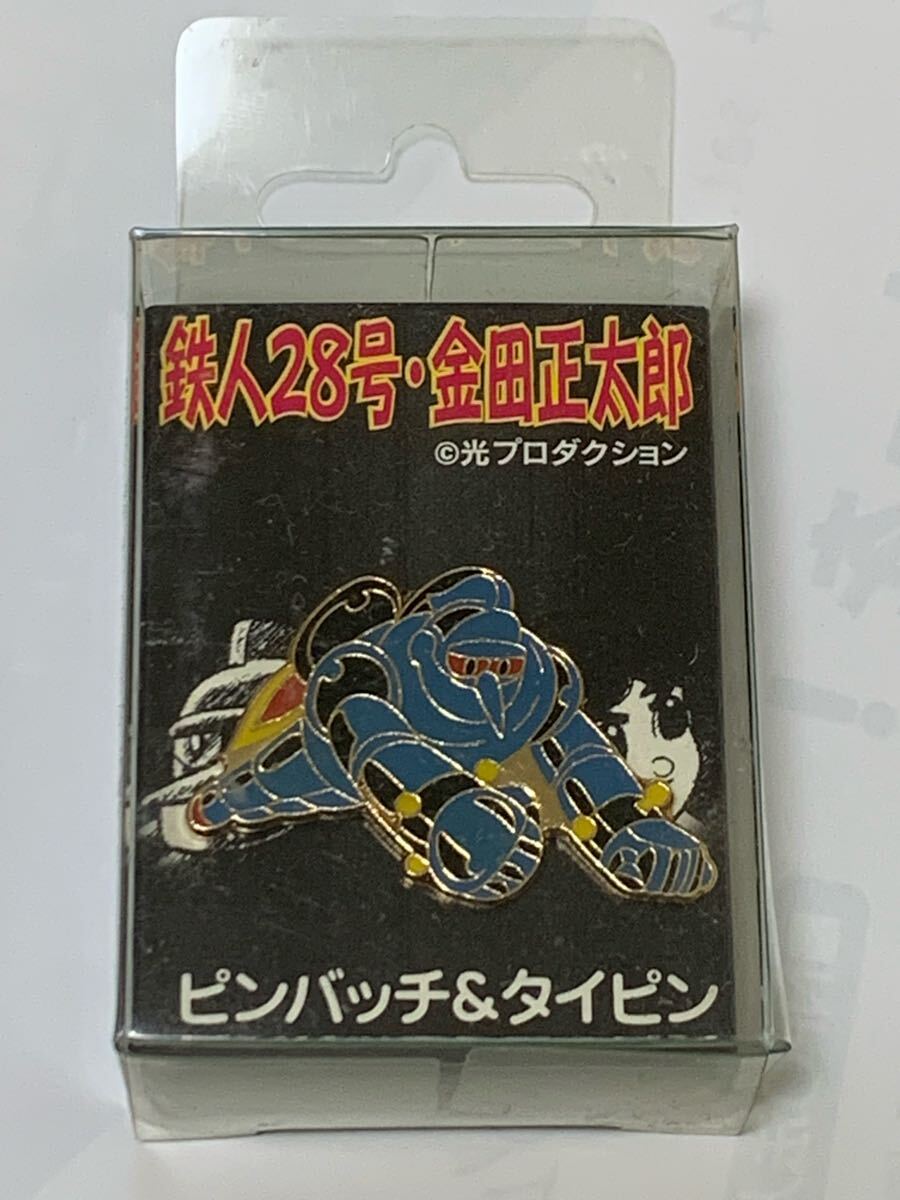 鉄人28号・金田正太郎
©光プロダクション
ピンバッチ&タイピン